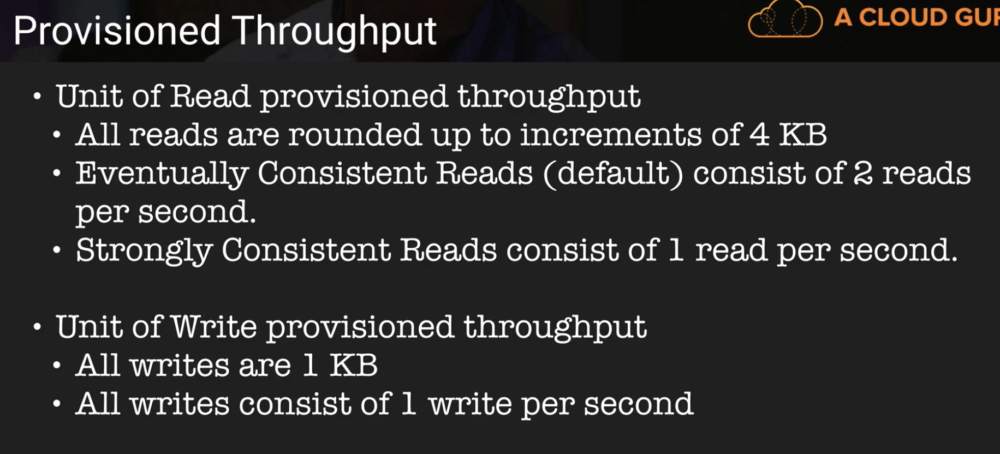 Provisioned Throughput
A CLOUD
• Unit of Read provisioned throughput
• All reads are rounded up to increments of 4 KB
• Eventually Consistent Reads (default) consist of 2 reads
per second.
• Strongly Consistent Reads consist of 1 read per second.
• Unit of Write provisioned throughput
• All writes are 1 KB
• All writes consist of 1 write per second